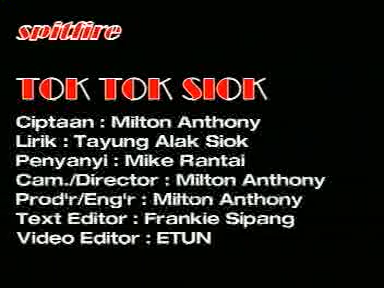 spitfire
TOK TOK SIOK
Ciptaan : Milton Anthony
Lirik : Tayung Alak Siok
Penyanyi : Mike Rantai
Cam./Director : Milton Anthony
Prod'r/Eng'r : Milton Anthony
Text Editor : Frankie Sipang
Video Editor : ETUN